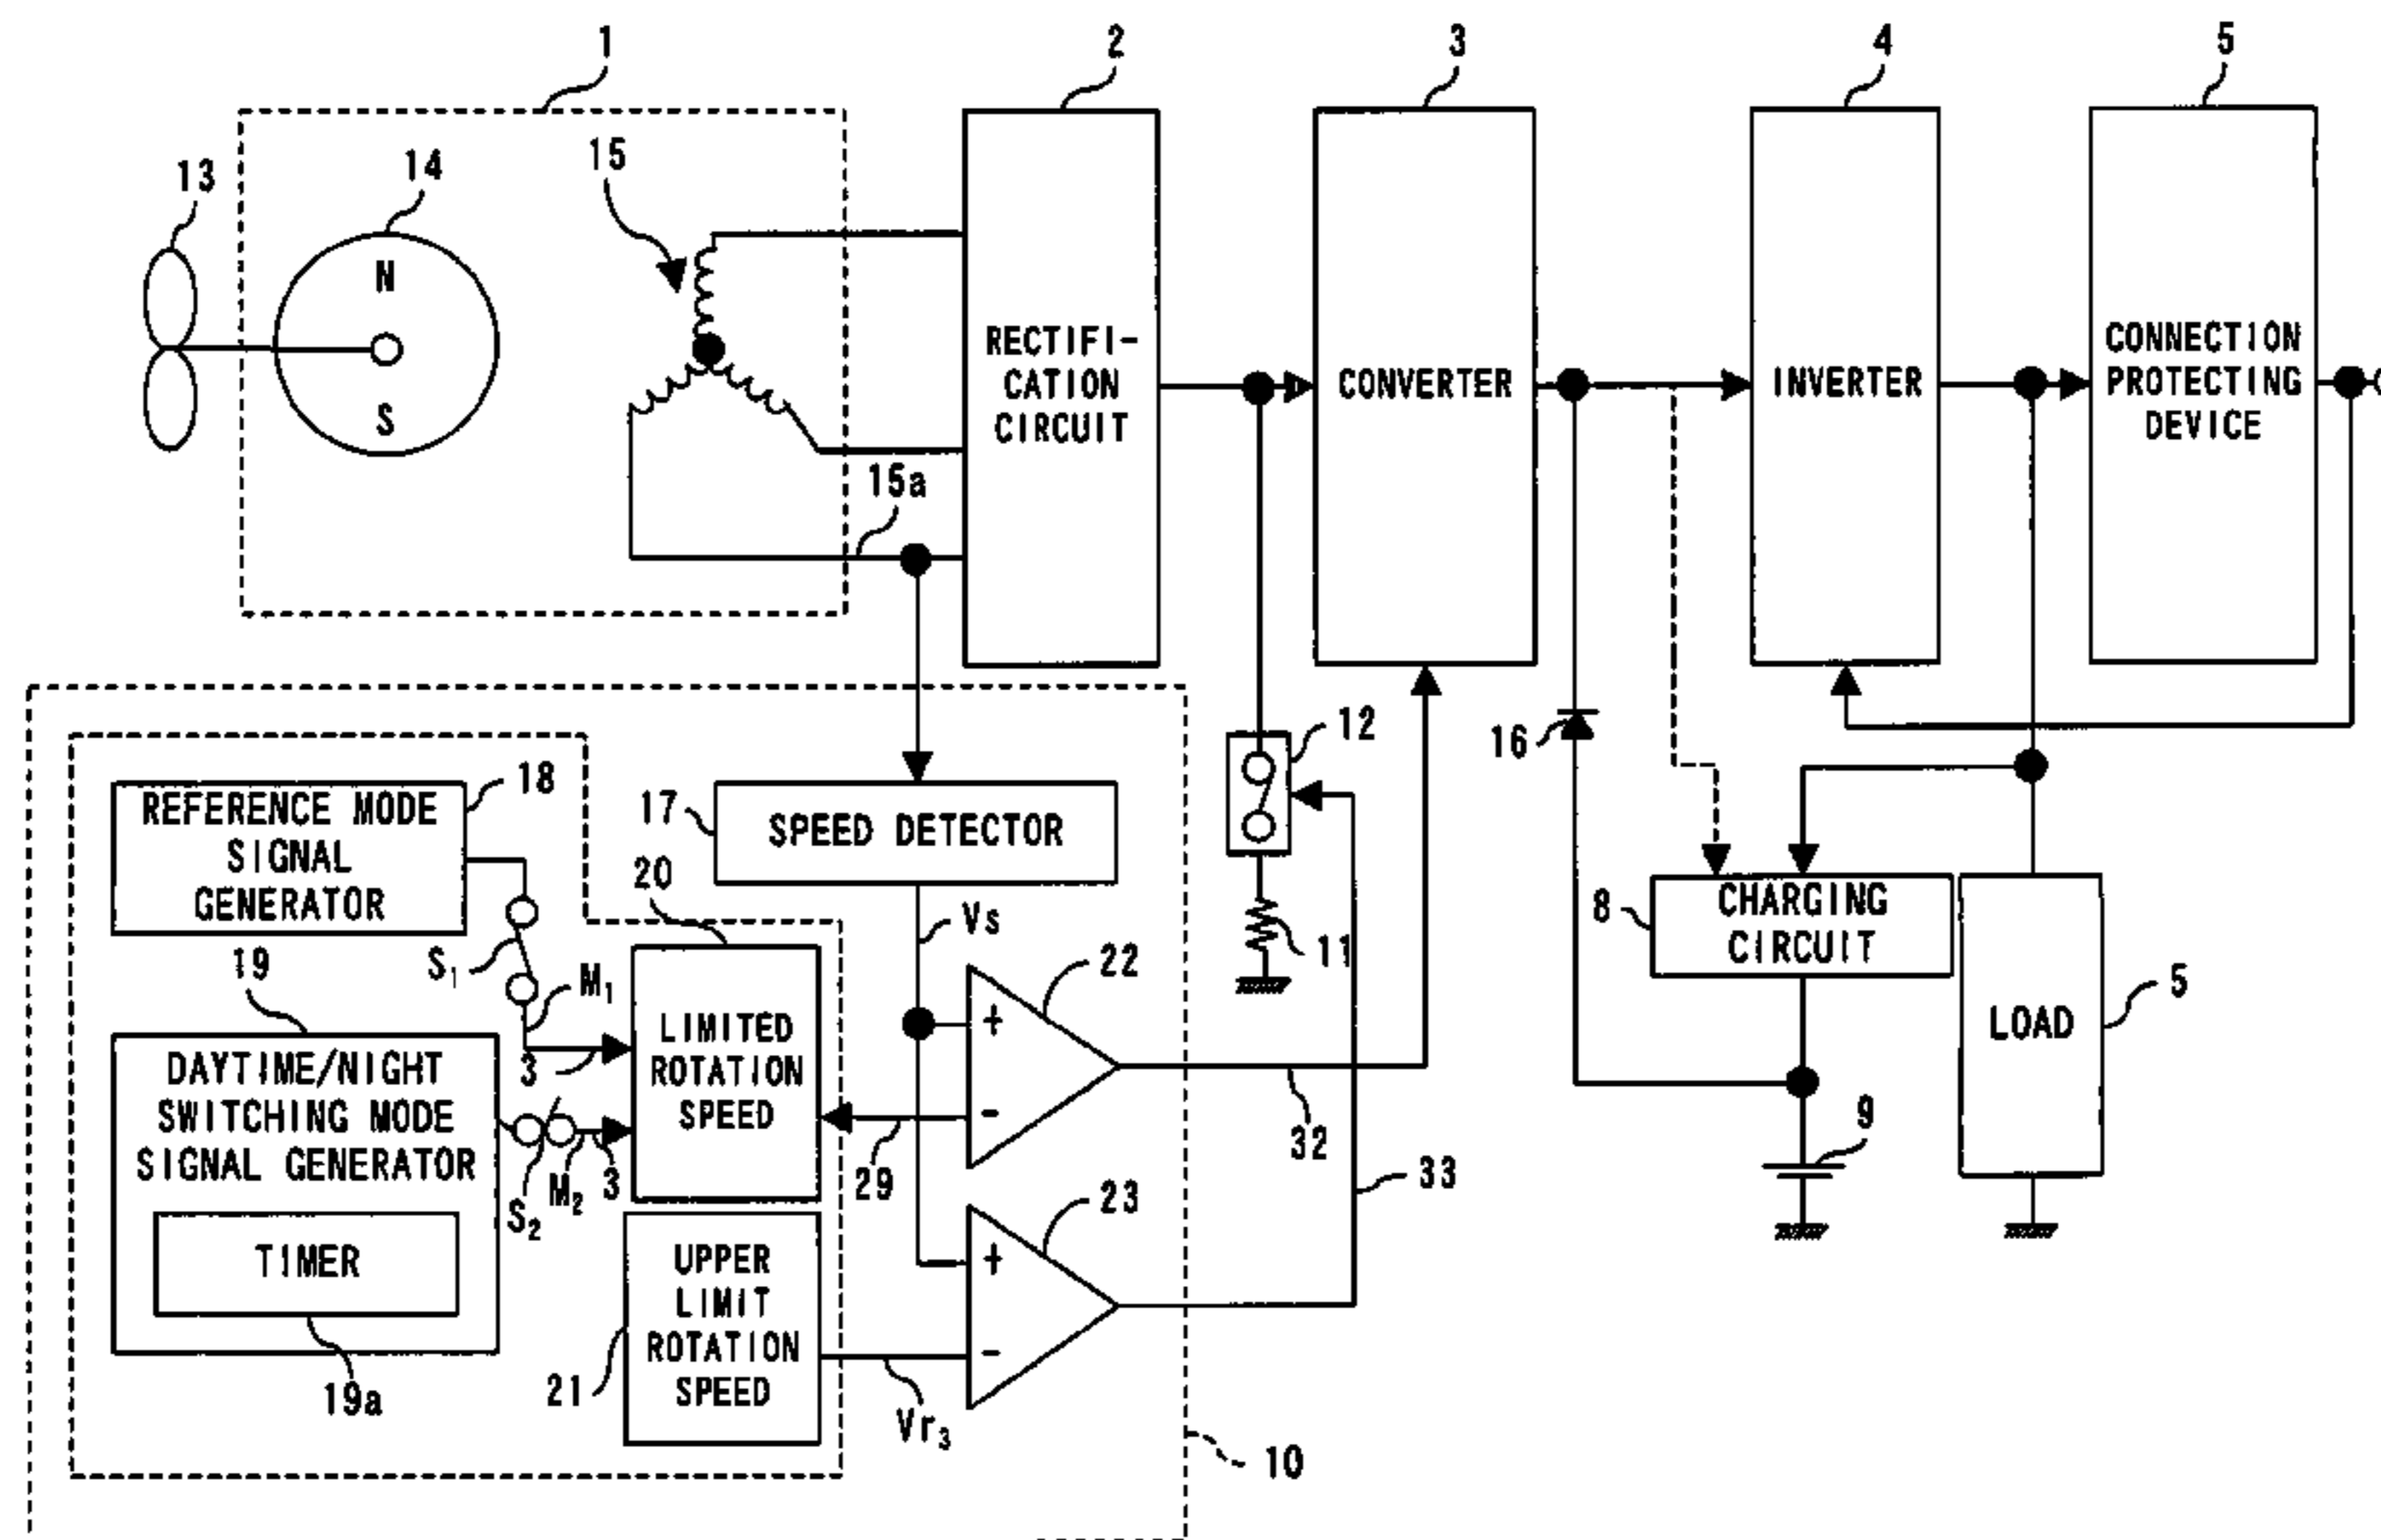 1
2
3
4
5
13
14
15
N
S
15a
RECTIFI-
CATION
CIRCUIT
CONVERTER
INVERTER
CONNECTION
PROTECTING
DEVICE
12
16
18
REFERENCE MODE
SIGNAL
GENERATOR
17
SPEED DETECTOR
20
Vs
22
11
8
CHARGING
CIRCUIT
S1
M1
19
3
LIMITED
ROTATION
SPEED
+
-
LOAD
5
DAYTIME/NIGHT
SWITCHING MODE
SIGNAL GENERATOR
S2
M2
3
29
32
9
33
23
TIMER
19a
UPPER
LIMIT
ROTATION
SPEED
21
+
-
Vr3
10